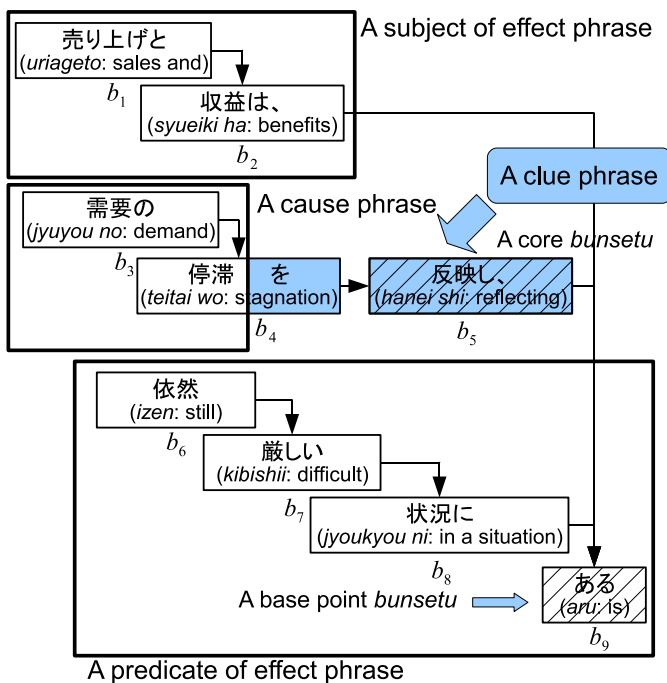 A subject of effect phrase
売り上げと
(uriageto: sales and)
b1
収益は、
(syueiki ha: benefits)
b2
A clue phrase
A cause phrase
需要の
(jyuyou no: demand)
b3
A core bunsetu
停滞 を
(teitai wo: stagnation)
b4
反映し、
(hanei shi: reflecting)
b5
依然
(izen: still)
b6
厳しい
(kibishii: difficult)
b7
状況に
(jyoukyou ni: in a situation)
b8
A base point bunsetu
ある
(aru: is)
b9
A predicate of effect phrase